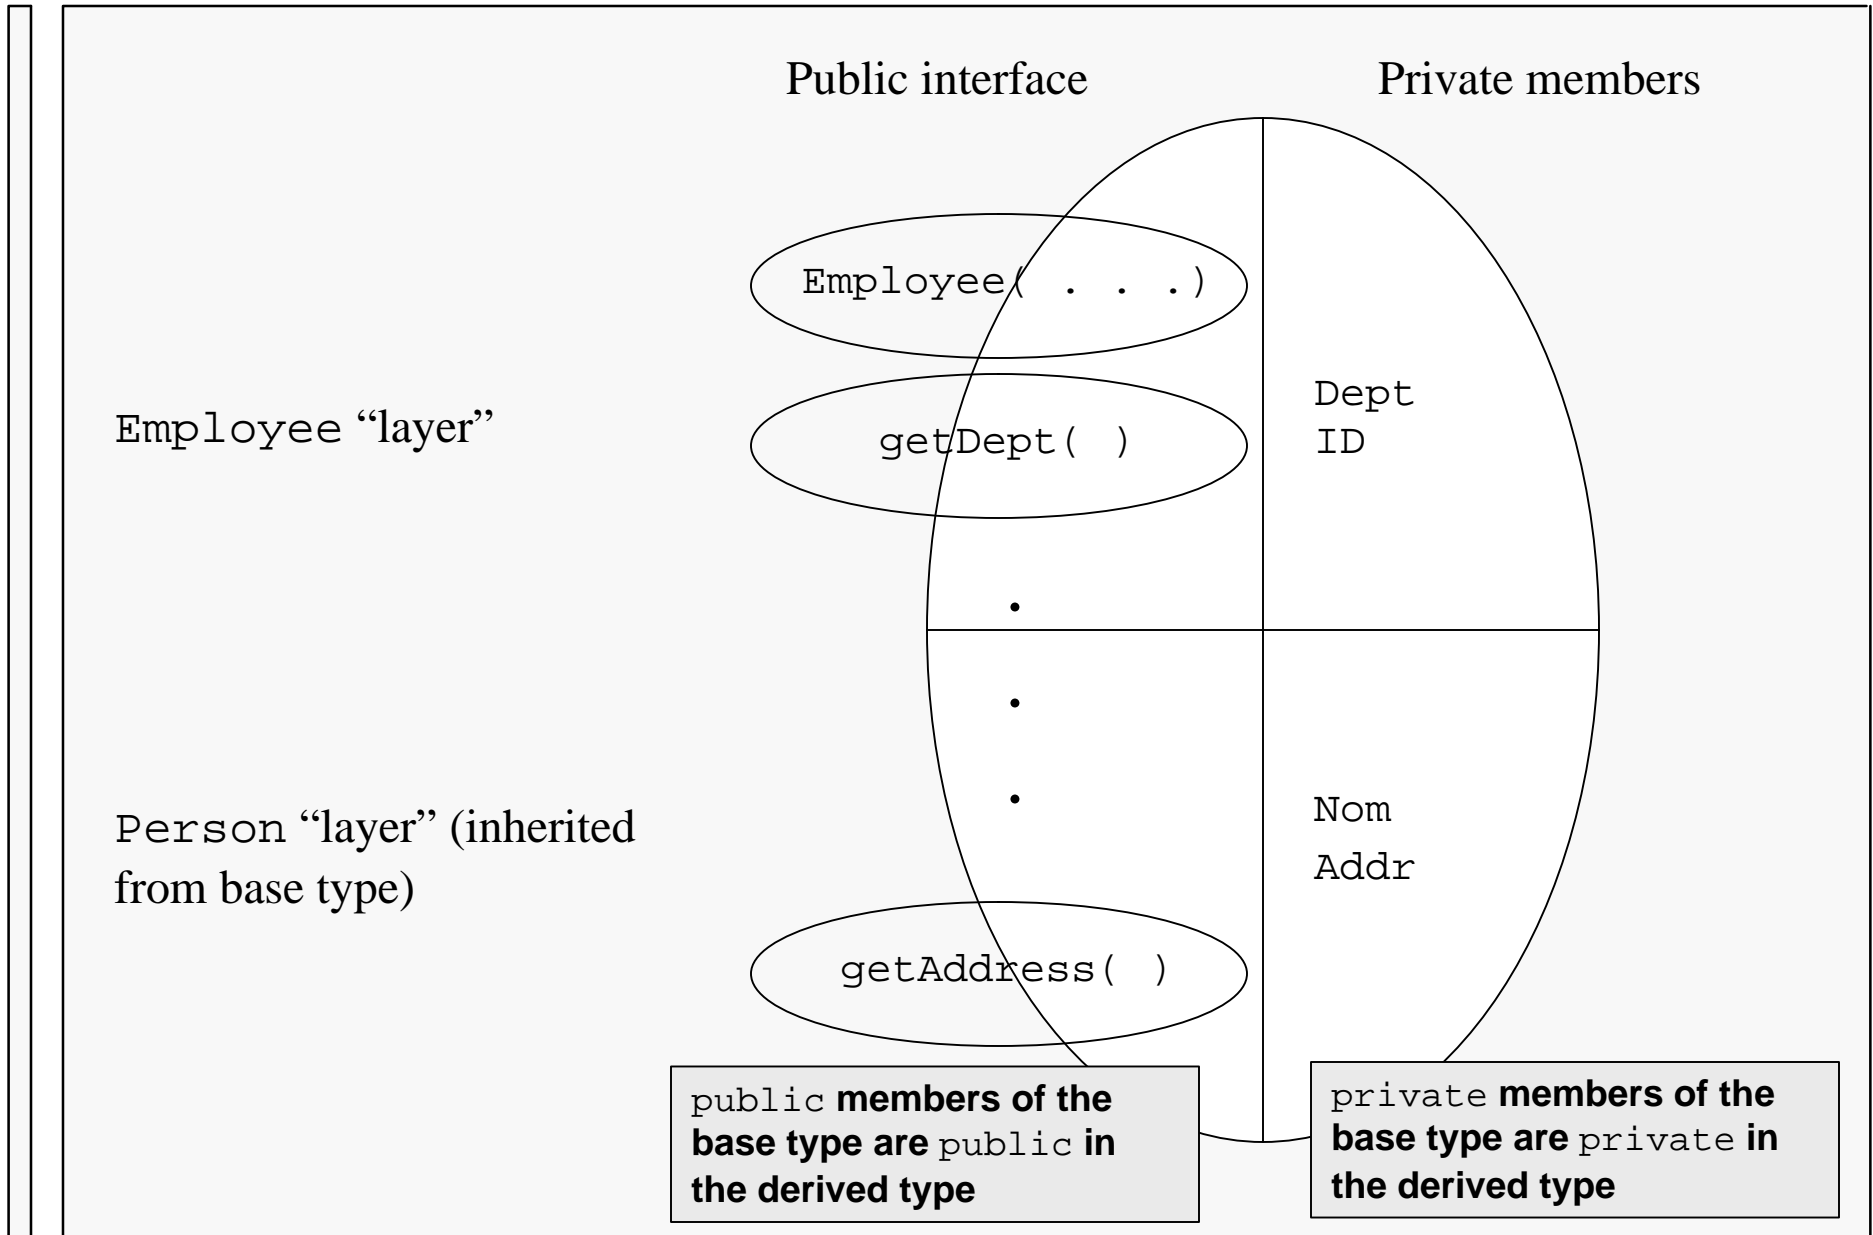 Public interface
Private members
Employee( . . .)
Employee “layer”
getDept( )
Dept
ID
.
.
.
Person “layer” (inherited
from base type)
Nom
Addr
getAddress( )
public members of the
base type are public in
the derived type
private members of the
base type are private in
the derived type